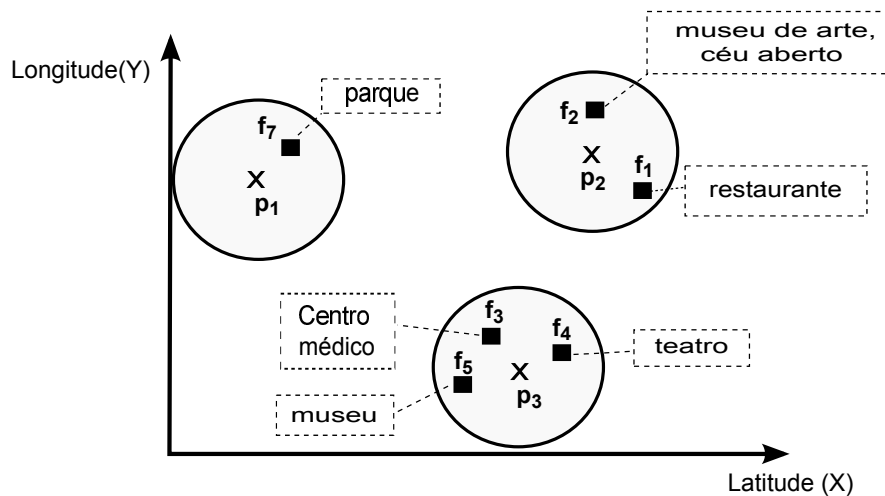 museu de arte,
céu aberto
Longitude(Y)
parque
f7
f2
x
p1
x
p2
f1
restaurante
Centro
médico
f3
f4
teatro
f5
x
p3
museu
Latitude (X)